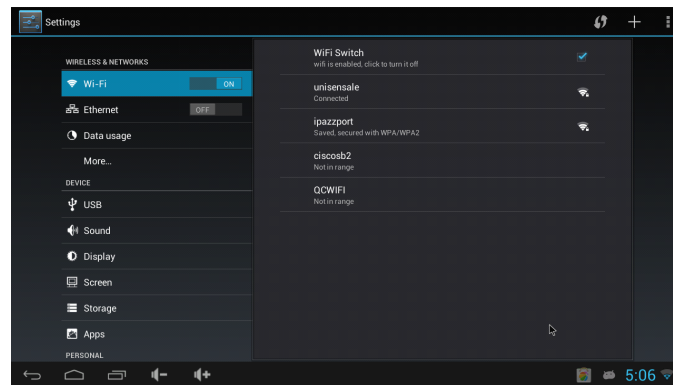 Settings
WIRELESS & NETWORKS
Wi-Fi ON
Ethernet OFF
Data usage
More...
DEVICE
USB
Sound
Display
Screen
Storage
Apps
PERSONAL
WiFi Switch
wifi is enabled, click to turn it off
unisensale
Connected
ipazzport
Saved, secured with WPA/WPA2
ciscosb2
Not in range
QCWIFI
Not in range
5:06